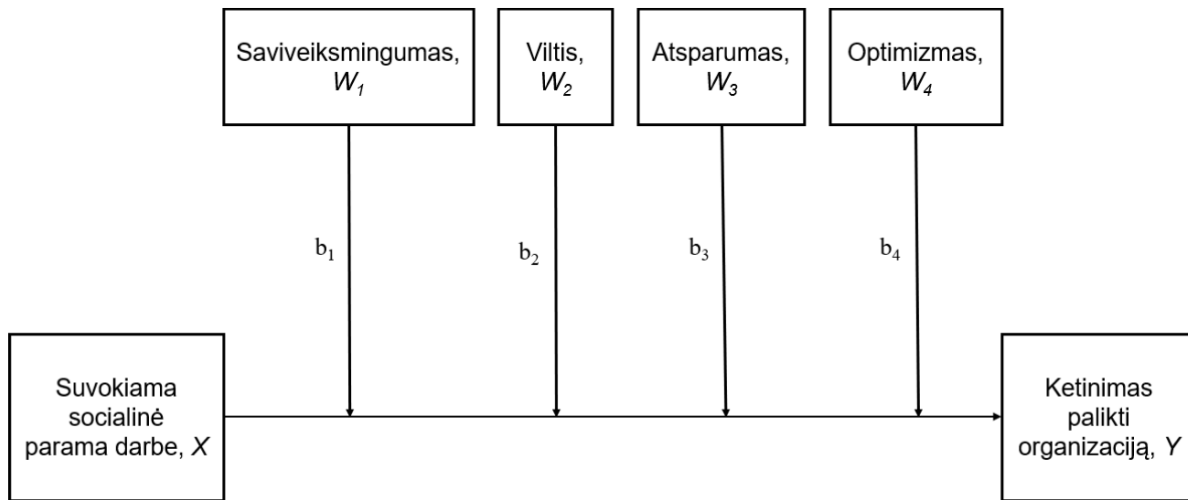 Saviveiksmingumas,
W₁
Viltis,
W₂
Atsparumas,
W₃
Optimizmas,
W₄
b₁
b₂
b₃
b₄
Suvokiama
socialinė
parama darbe, X
Ketinimas
palikti
organizaciją, Y